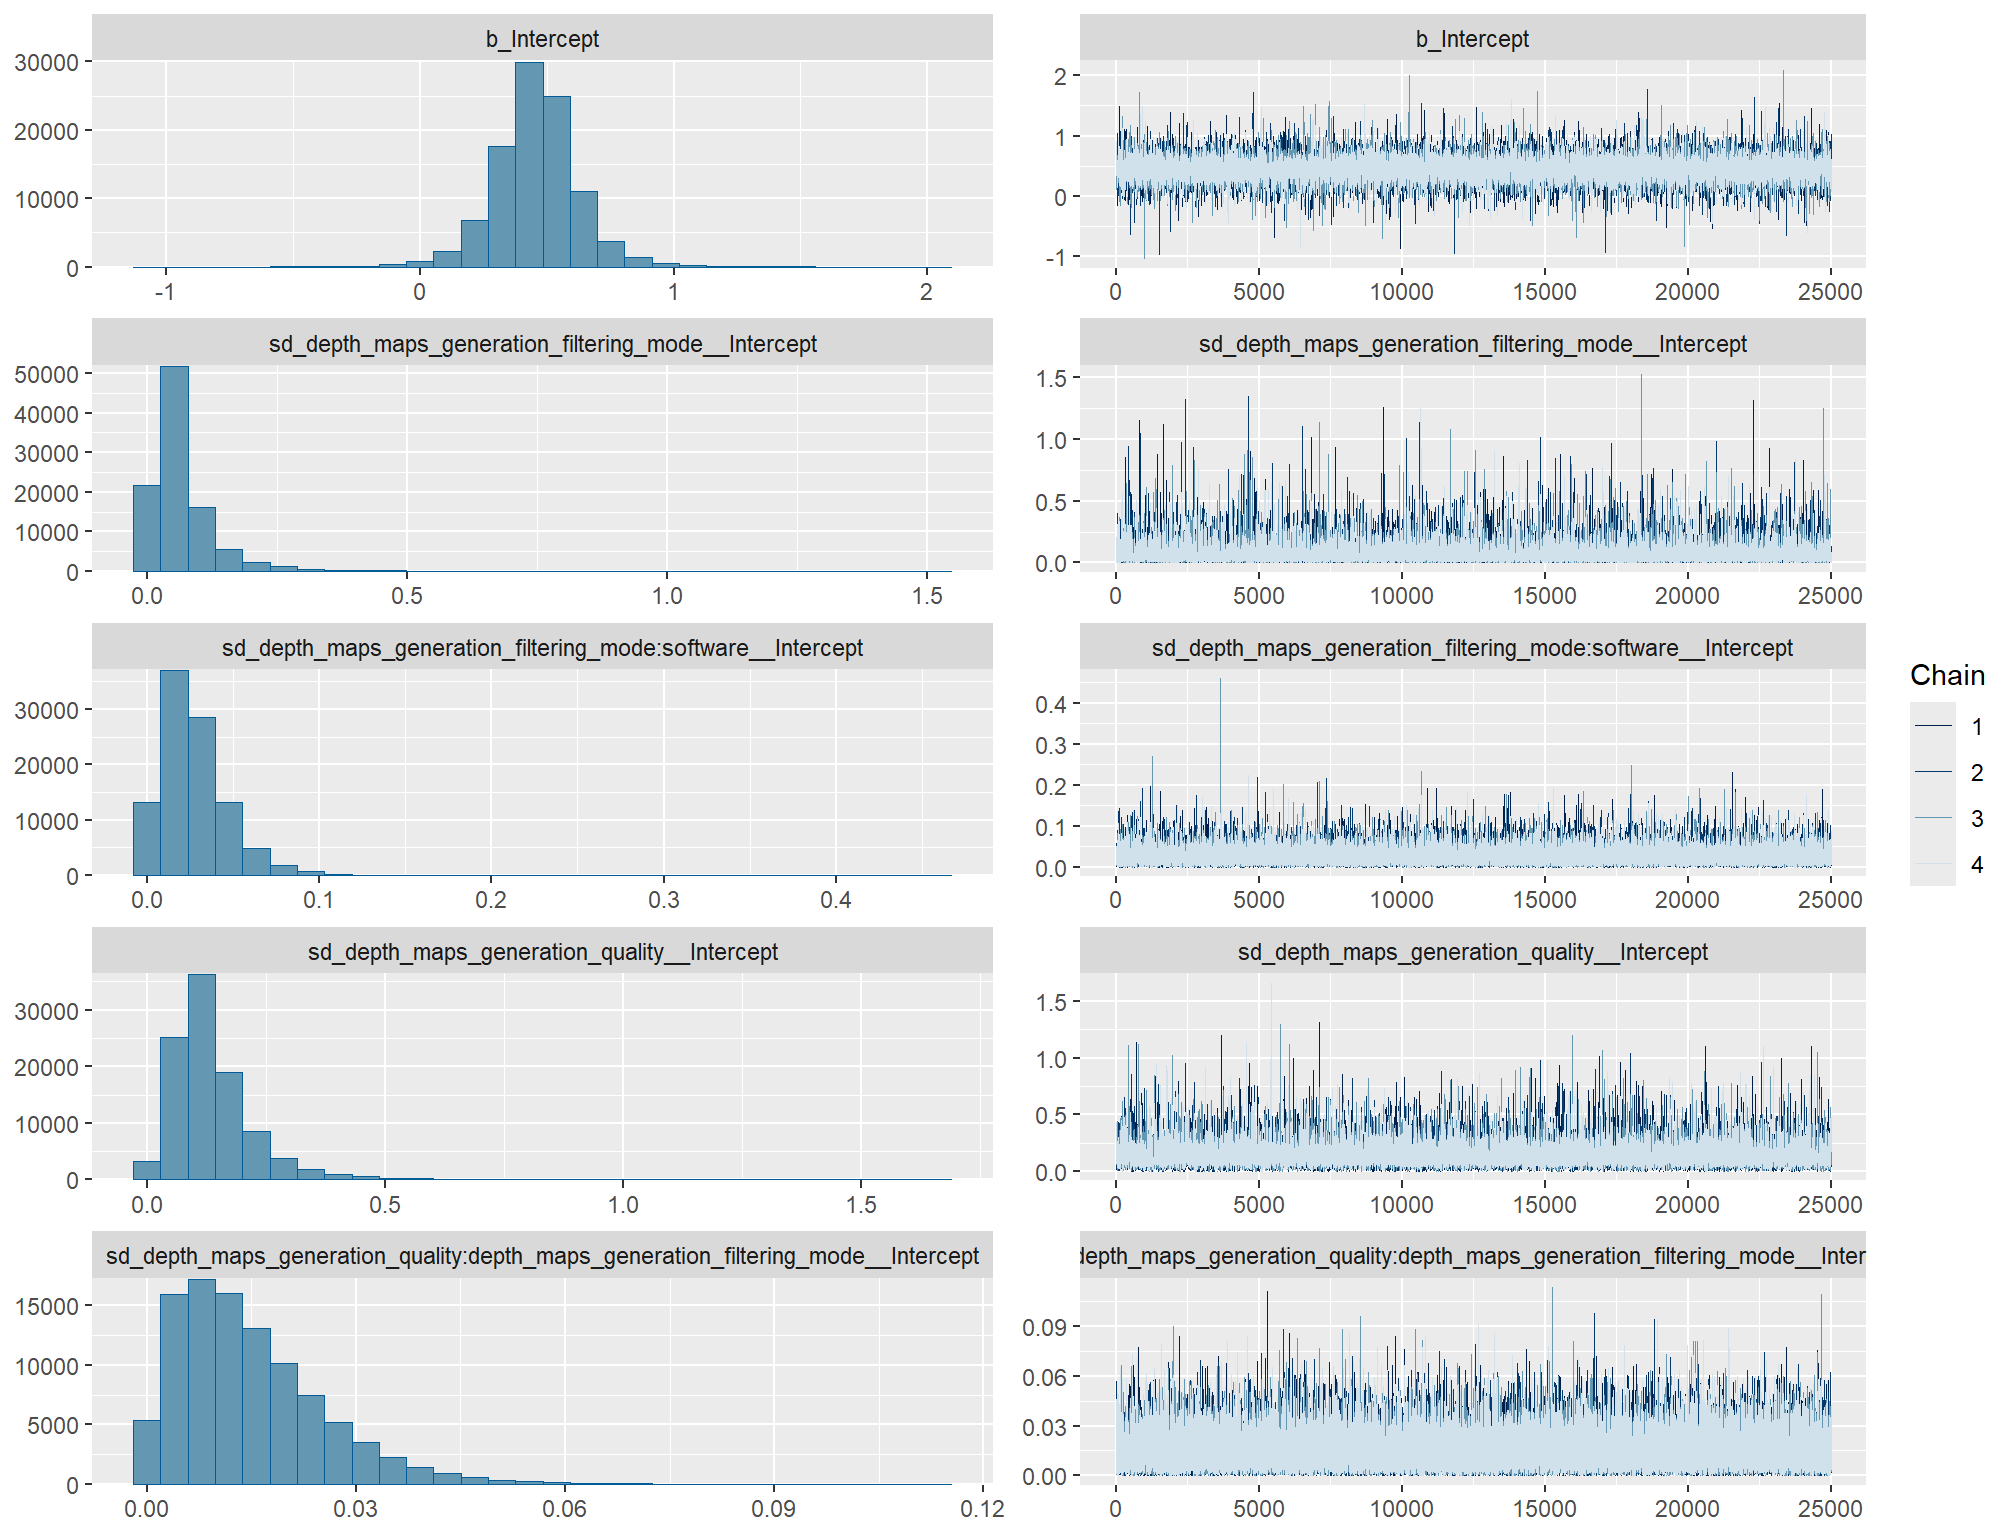 b_Intercept
30000
20000
10000
0
-1 0 1 2
b_Intercept
2
1
0
-1
0 5000 10000 15000 20000 25000
sd_depth_maps_generation_filtering_mode__Intercept
50000
40000
30000
20000
10000
0
0.0 0.5 1.0 1.5
sd_depth_maps_generation_filtering_mode__Intercept
1.5
1.0
0.5
0.0
0 5000 10000 15000 20000 25000
sd_depth_maps_generation_filtering_mode:software__Intercept
30000
20000
10000
0
0.0 0.1 0.2 0.3 0.4
sd_depth_maps_generation_filtering_mode:software__Intercept
0.4
0.3
0.2
0.1
0.0
0 5000 10000 15000 20000 25000
sd_depth_maps_generation_quality__Intercept
30000
20000
10000
0
0.0 0.5 1.0 1.5
sd_depth_maps_generation_quality__Intercept
1.5
1.0
0.5
0.0
0 5000 10000 15000 20000 25000
sd_depth_maps_generation_quality:depth_maps_generation_filtering_mode__Intercept
15000
10000
5000
0
0.00 0.03 0.06 0.09 0.12
depth_maps_generation_quality:depth_maps_generation_filtering_mode__Inter
0.09
0.06
0.03
0.00
0 5000 10000 15000 20000 25000
Chain
1
2
3
4